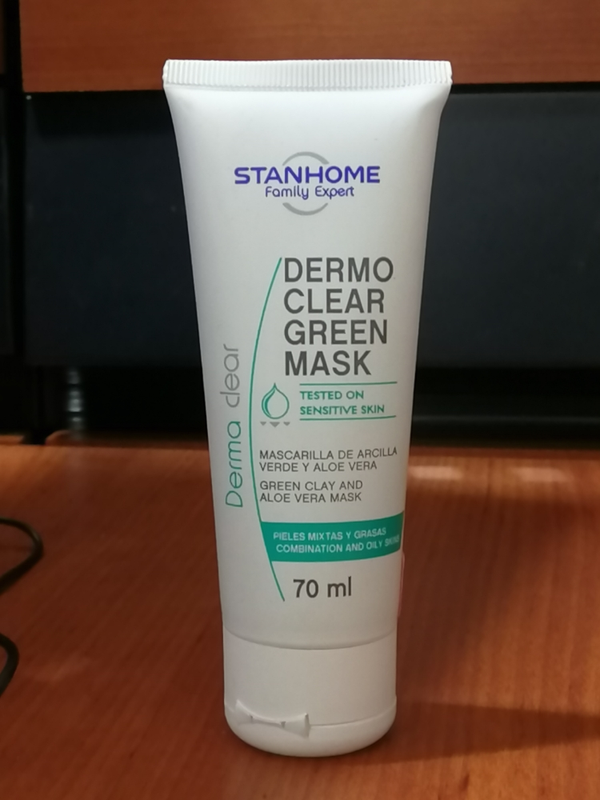 STANHOME
Family Expert
DERMO
CLEAR
GREEN
MASK
TESTED ON
SENSITIVE SKIN
Derma clear
MASCARILLA DE ARCILLA
VERDE Y ALOE VERA
GREEN CLAY AND
ALOE VERA MASK
PIELES MIXTAS Y GRASAS
COMBINATION AND OILY SKINS
70 ml